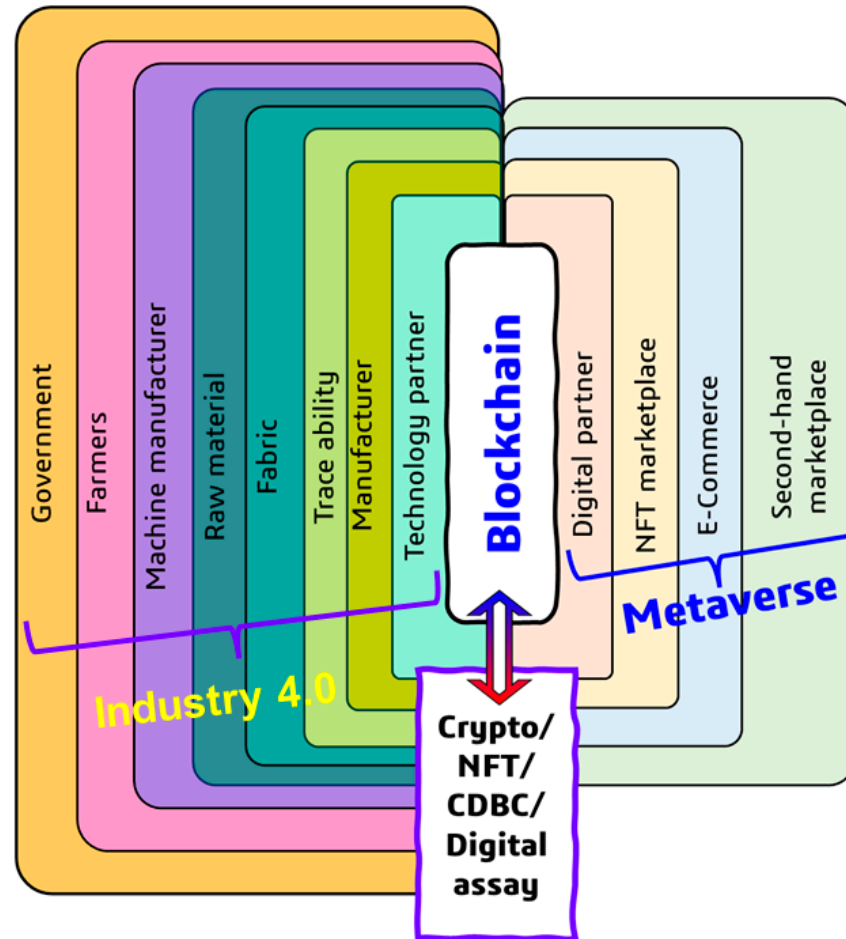 Government
Farmers
Machine manufacturer
Raw material
Fabric
Trace ability
Manufacturer
Technology partner
Blockchain
Digital partner
NFT marketplace
E-Commerce
Second-hand
marketplace
Industry 4.0
Metaverse
Crypto/
NFT/
CDBC/
Digital
assay